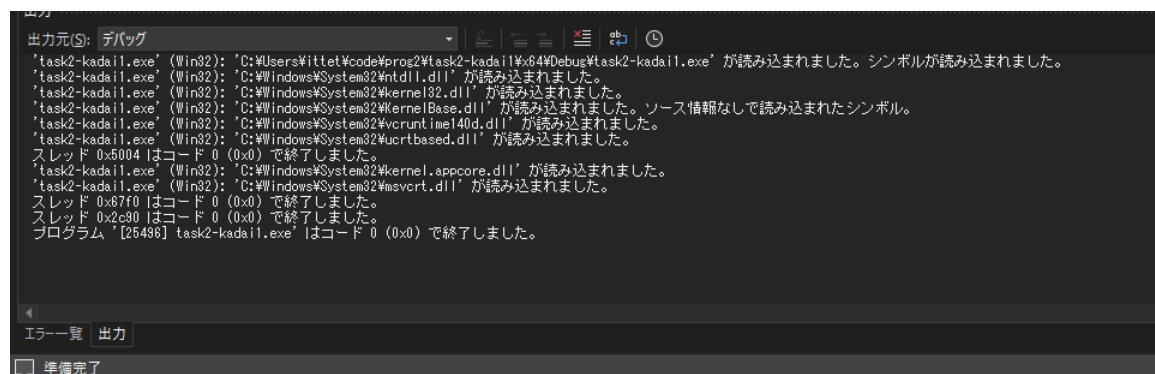 出力
出力元(S): デバッグ
'task2-kadai1.exe' (Win32): 'C:¥Users¥ittet¥code¥prog2¥task2-kadai1¥x64¥Debug¥task2-kadai1.exe' が読み込まれました。シンボルが読み込まれました。
'task2-kadai1.exe' (Win32): 'C:¥Windows¥System32¥ntdll.dll' が読み込まれました。
'task2-kadai1.exe' (Win32): 'C:¥Windows¥System32¥kernel32.dll' が読み込まれました。
'task2-kadai1.exe' (Win32): 'C:¥Windows¥System32¥KernelBase.dll' が読み込まれました。ソース情報なしで読み込まれたシンボル。
'task2-kadai1.exe' (Win32): 'C:¥Windows¥System32¥vcruntime140d.dll' が読み込まれました。
'task2-kadai1.exe' (Win32): 'C:¥Windows¥System32¥ucrtbased.dll' が読み込まれました。
スレッド 0x5004 はコード 0 (0x0) で終了しました。
'task2-kadai1.exe' (Win32): 'C:¥Windows¥System32¥kernel.appcore.dll' が読み込まれました。
'task2-kadai1.exe' (Win32): 'C:¥Windows¥System32¥msvcrt.dll' が読み込まれました。
スレッド 0x67f0 はコード 0 (0x0) で終了しました。
スレッド 0x2c90 はコード 0 (0x0) で終了しました。
プログラム '[25496] task2-kadai1.exe' はコード 0 (0x0) で終了しました。
エラー一覧 出力
準備完了